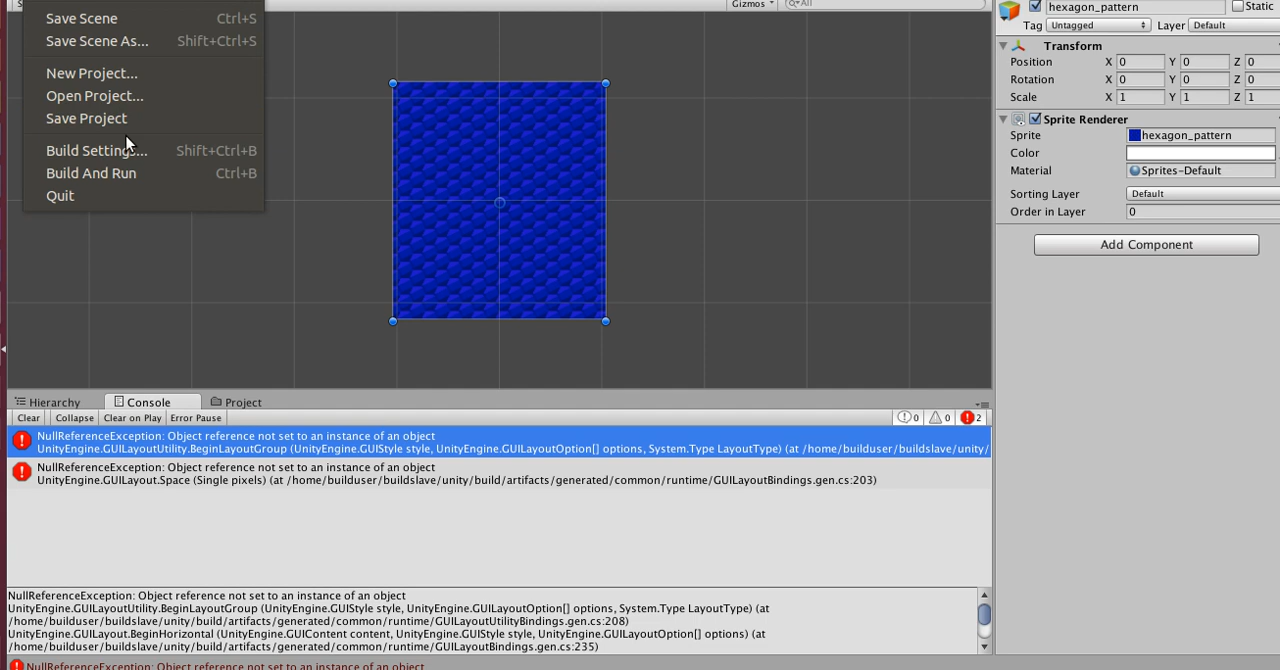 S
Gizmos
All
Save Scene Ctrl+S
Save Scene As... Shift+Ctrl+S
New Project...
Open Project...
Save Project
Build Settings... Shift+Ctrl+B
Build And Run Ctrl+B
Quit
hexagon_pattern Static
Tag Untagged Layer Default
Transform
Position X 0 Y 0 Z 0
Rotation X 0 Y 0 Z 0
Scale X 1 Y 1 Z 1
Sprite Renderer
Sprite hexagon_pattern
Color
Material Sprites-Default
Sorting Layer Default
Order in Layer 0
Add Component
Hierarchy Console Project
Clear Collapse Clear on Play Error Pause 0 0 2
NullReferenceException: Object reference not set to an instance of an object
UnityEngine.GUILayoutUtility.BeginLayoutGroup (UnityEngine.GUIStyle style, UnityEngine.GUILayoutOption[] options, System.Type LayoutType) (at /home/builduser/buildslave/unity/
NullReferenceException: Object reference not set to an instance of an object
UnityEngine.GUILayout.Space (Single pixels) (at /home/builduser/buildslave/unity/build/artifacts/generated/common/runtime/GUILayoutBindings.gen.cs:203)
NullReferenceException: Object reference not set to an instance of an object
UnityEngine.GUILayoutUtility.BeginLayoutGroup (UnityEngine.GUIStyle style, UnityEngine.GUILayoutOption[] options, System.Type LayoutType) (at
/home/builduser/buildslave/unity/build/artifacts/generated/common/runtime/GUILayoutUtilityBindings.gen.cs:208)
UnityEngine.GUILayout.BeginHorizontal (UnityEngine.GUIContent content, UnityEngine.GUIStyle style, UnityEngine.GUILayoutOption[] options) (at
/home/builduser/buildslave/unity/build/artifacts/generated/common/runtime/GUILayoutBindings.gen.cs:235)
NullReferenceException: Object reference not set to an instance of an object